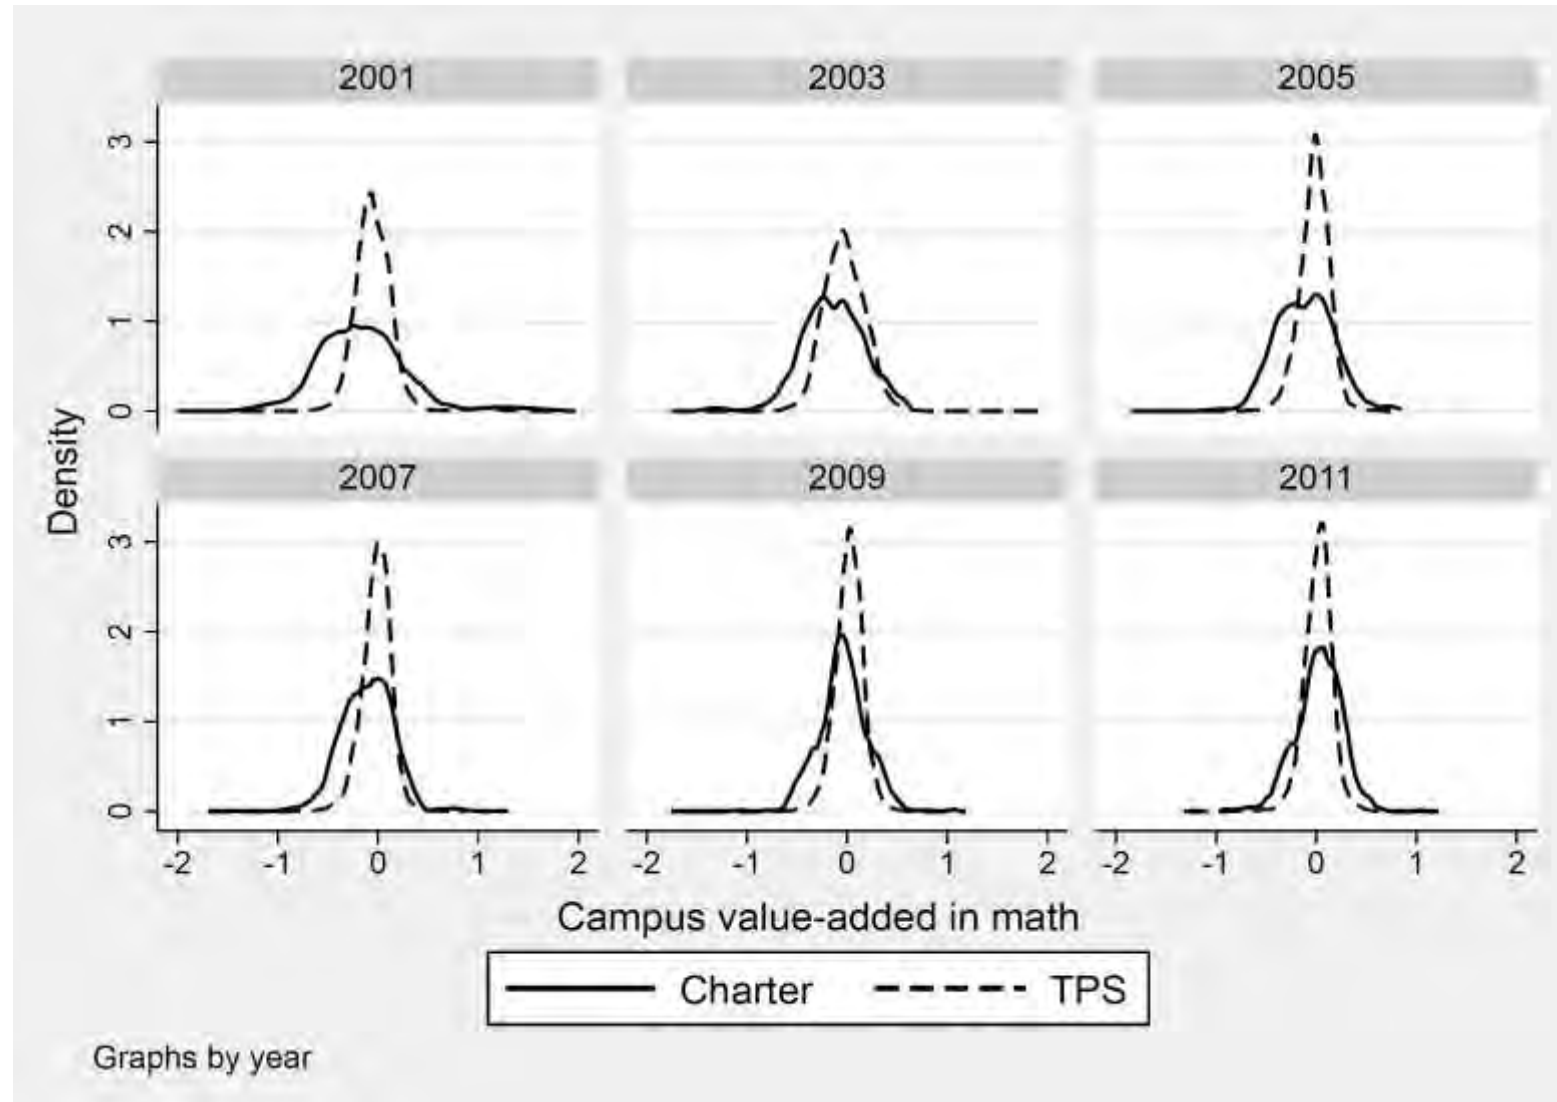 2001 2003 2005
3
2
1
0
2007 2009 2011
3
2
1
0
Density
-2 -1 0 1 2 -2 -1 0 1 2 -2 -1 0 1 2
Campus value-added in math
Charter TPS
Graphs by year